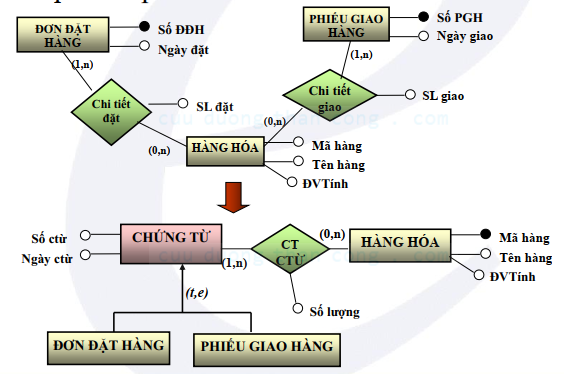 ĐƠN ĐẶT
HÀNG
Số ĐĐH
Ngày đặt
(1,n)
PHIẾU GIAO
HÀNG
Số PGH
Ngày giao
(1,n)
Chi tiết
đặt
SL đặt
Chi tiết
giao
SL giao
(0,n)
(0,n)
HÀNG HÓA
Mã hàng
Tên hàng
ĐVTính
Số ctừ
Ngày ctừ
CHỨNG TỪ
(1,n)
CT
CTỪ
(0,n)
HÀNG HÓA
Mã hàng
Tên hàng
ĐVTính
Số lượng
(t,e)
ĐƠN ĐẶT HÀNG
PHIẾU GIAO HÀNG